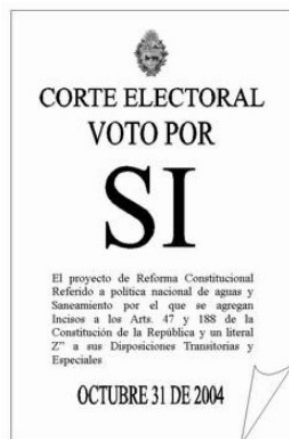 CORTE ELECTORAL
VOTO POR
SI
El proyecto de Reforma Constitucional
Referido a política nacional de aguas y
Saneamiento por el que se agregan
Incisos a los Arts. 47 y 188 de la
Constitución de la República y un literal
Z" a sus Disposiciones Transitorias y
Especiales
OCTUBRE 31 DE 2004